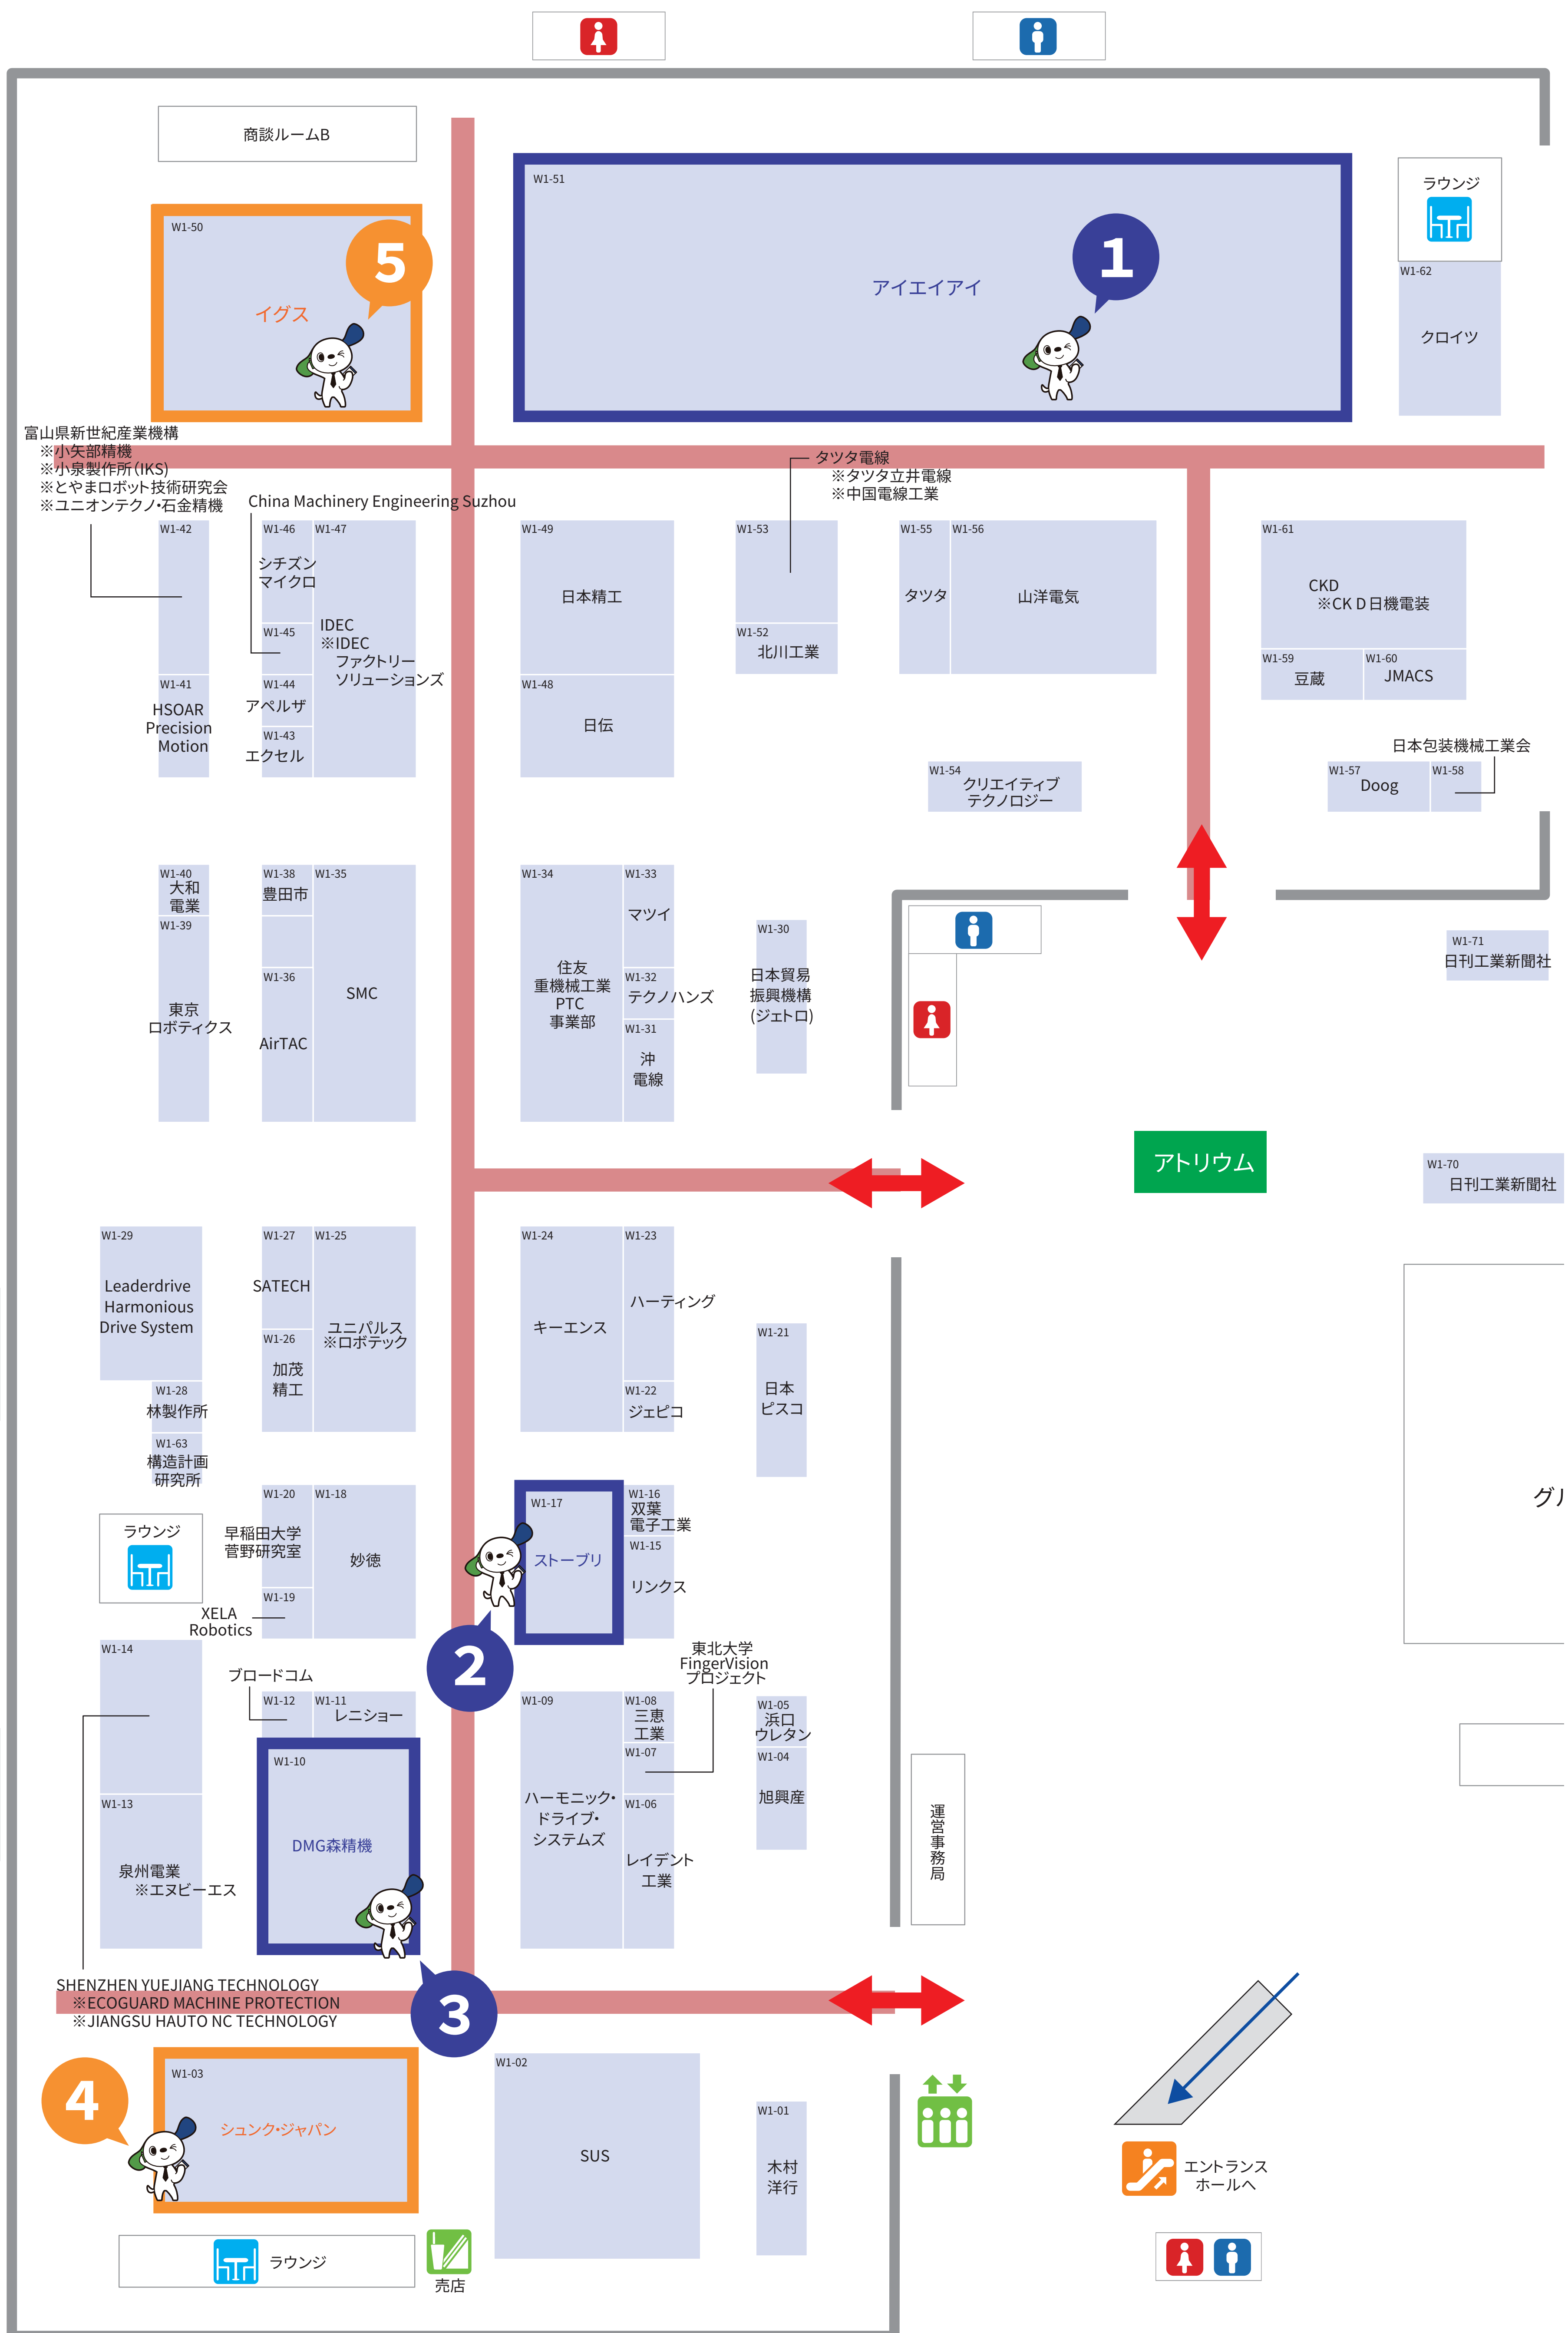 商談ルームB
W1-51
アイエイアイ
1
ラウンジ
W1-62
クロイツ
W1-50
イグス
5
富山県新世紀産業機構
※小矢部精機
※小泉製作所(IKS)
※とやまロボット技術研究会
※ユニオンテクノ・石金精機
China Machinery Engineering Suzhou
タツタ電線
※タツタ立井電線
※中国電線工業
W1-42
W1-46
シチズン
マイクロ
W1-47
IDEC
※IDEC
ファクトリー
ソリューションズ
W1-45
W1-41
HSOAR
Precision
Motion
W1-44
アペルザ
W1-43
エクセル
W1-49
日本精工
W1-48
日伝
W1-53
W1-52
北川工業
W1-55
タツタ
W1-56
山洋電気
W1-61
CKD
※CKD日機電装
W1-59
豆蔵
W1-60
JMACS
W1-54
クリエイティブ
テクノロジー
日本包装機械工業会
W1-57
Doog
W1-58
W1-40
大和
電業
W1-39
東京
ロボティクス
W1-38
豊田市
W1-36
AirTAC
W1-35
SMC
W1-34
住友
重機械工業
PTC
事業部
W1-33
マツイ
W1-32
テクノハンズ
W1-31
沖
電線
W1-30
日本貿易
振興機構
(ジェトロ)
W1-71
日刊工業新聞社
アトリウム
W1-70
日刊工業新聞社
W1-29
Leaderdrive
Harmonious
Drive System
W1-28
林製作所
W1-63
構造計画
研究所
W1-27
SATECH
W1-26
加茂
精工
W1-25
ユニパルス
※ロボテック
W1-24
キーエンス
W1-23
ハーティング
W1-22
ジェピコ
W1-21
日本
ピスコ
グル
ラウンジ
W1-20
早稲田大学
菅野研究室
W1-19
XELA
Robotics
W1-18
妙徳
W1-17
ストーブリ
2
W1-16
双葉
電子工業
W1-15
リンクス
W1-14
ブロードコム
W1-12
W1-11
レニショー
W1-10
DMG森精機
3
W1-13
泉州電業
※エヌビーエス
東北大学
FingerVision
プロジェクト
W1-09
ハーモニック・
ドライブ・
システムズ
W1-08
三恵
工業
W1-07
W1-06
レイデント
工業
W1-05
浜口
ウレタン
W1-04
旭興産
運営事務局
SHENZHEN YUEJIANG TECHNOLOGY
※ECOGUARD MACHINE PROTECTION
※JIANGSU HAUTO NC TECHNOLOGY
4
W1-03
シュンク・ジャパン
W1-02
SUS
W1-01
木村
洋行
エントランス
ホールへ
ラウンジ
売店